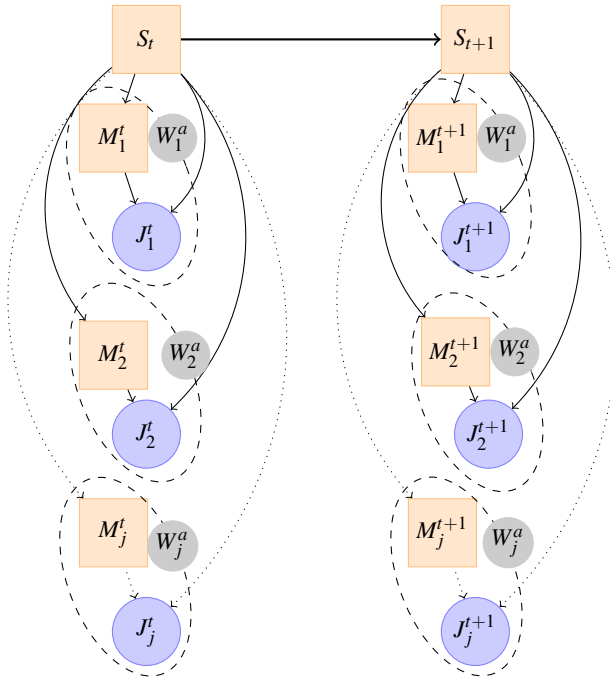 S_t S_{t+1}
M_1^t W_1^a M_1^{t+1} W_1^a
J_1^t J_1^{t+1}
M_2^t W_2^a M_2^{t+1} W_2^a
J_2^t J_2^{t+1}
M_j^t W_j^a M_j^{t+1} W_j^a
J_j^t J_j^{t+1}